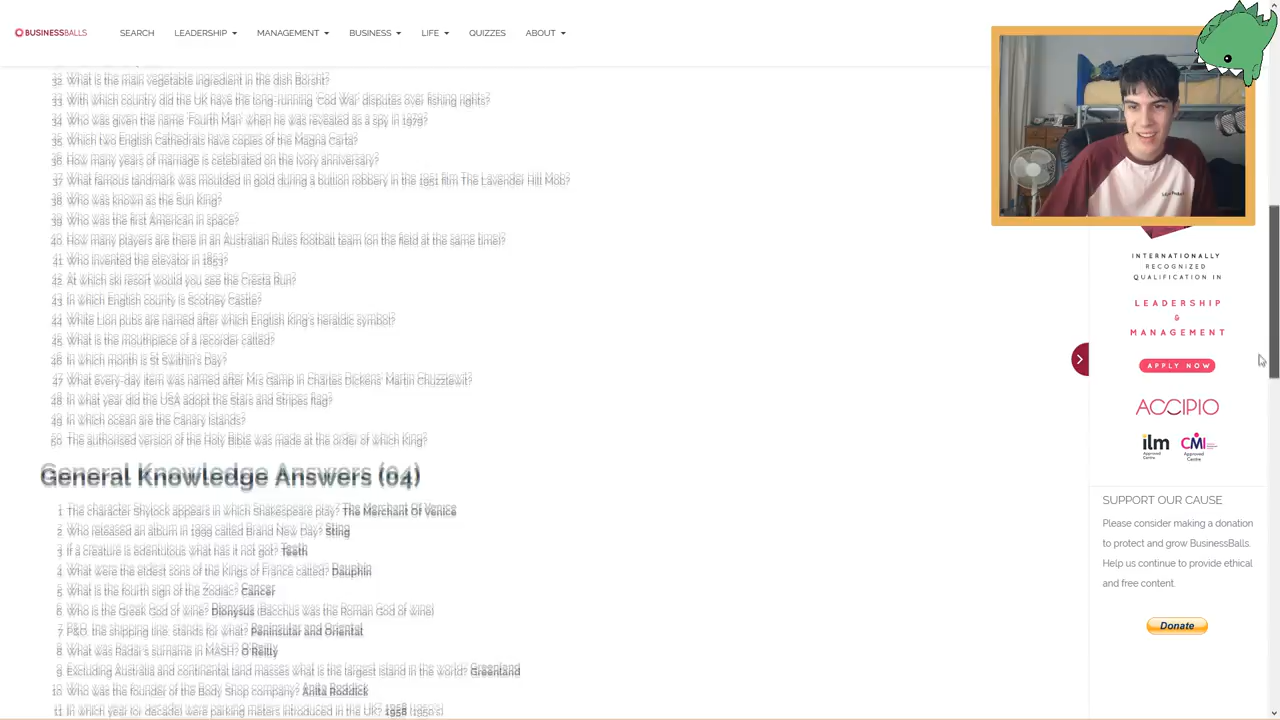 BUSINESSBALLS
SEARCH
LEADERSHIP
MANAGEMENT
BUSINESS
LIFE
QUIZZES
ABOUT
32. What is the main vegetable ingredient in the dish Borsht?
33. With which country did the UK have the long-running 'Cod War' disputes over fishing rights?
34. Who was given the name 'Fourth Man' when he was revealed as a spy in 1979?
35. Which two English Cathedrals have copies of the Magna Carta?
36. How many years of marriage is celebrated on the ivory anniversary?
37. What famous landmark was moulded in gold during a bullion robbery in the 1951 film The Lavender Hill Mob?
38. Who was known as the Sun King?
39. Who was the first American in space?
40. How many players are there in an Australian Rules football team (on the field at the same time)?
41. Who invented the elevator in 1853?
42. At which ski resort would you see the Cresta Run?
43. In which English county is Scotney Castle?
44. White Lion pubs are named after which English King's heraldic symbol?
45. What is the mouthpiece of a recorder called?
46. In which month is St Swithin's Day?
47. What every-day item was named after Mrs Gamp in Charles Dickens' Martin Chuzzlewit?
48. In what year did the USA adopt the Stars and Stripes flag?
49. In which ocean are the Canary Islands?
50. The authorised version of the Holy Bible was made at the order of which King?
General Knowledge Answers (04)
1. The character Shylock appears in which Shakespeare play? The Merchant Of Venice
2. Who released an album in 1999 called Brand New Day? Sting
3. If a creature is edentulous what has it not got? Teeth
4. What were the eldest sons of the Kings of France called? Dauphin
5. What is the fourth sign of the Zodiac? Cancer
6. Who is the Greek God of wine? Dionysus (Bacchus was the Roman God of wine)
7. P&O, the shipping line, stands for what? Peninsular and Oriental
8. What was Radar's surname in MASH? O'Reilly
9. Excluding Australia and continental land masses what is the largest island in the world? Greenland
10. Who was the founder of the Body Shop company? Anita Roddick
11. In which year (or decade) were parking meters introduced in the UK? 1958 (1950's)
INTERNATIONALLY
RECOGNIZED
QUALIFICATION IN
LEADERSHIP
&
MANAGEMENT
APPLY NOW
ACCIPIO
ilm
Approved
Centre
CMI
Approved
Centre
SUPPORT OUR CAUSE
Please consider making a donation
to protect and grow BusinessBalls.
Help us continue to provide ethical
and free content.
Donate